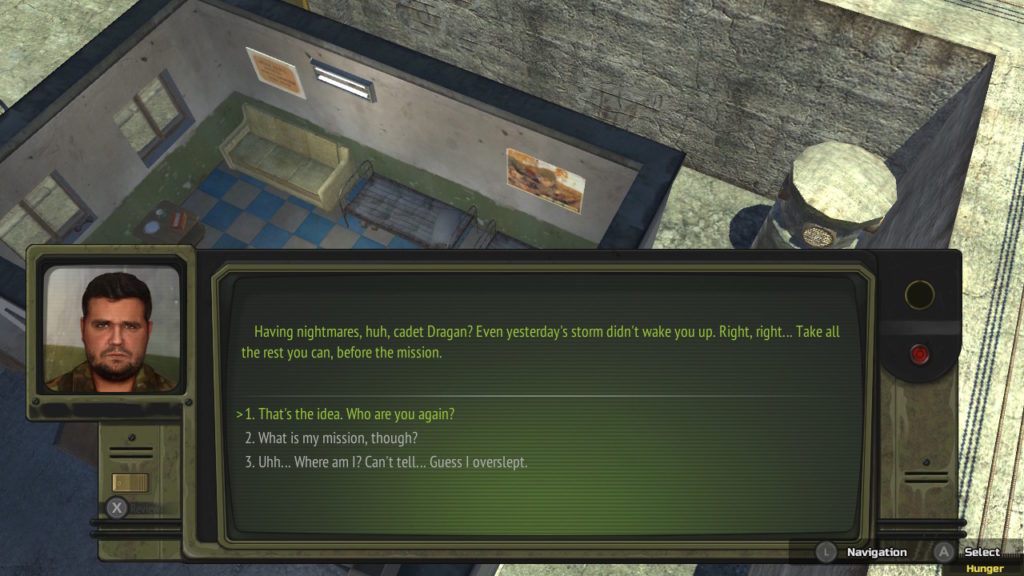 Having nightmares, huh, cadet Dragan? Even yesterday's storm didn't wake you up. Right, right... Take all
the rest you can, before the mission.
>1. That's the idea. Who are you again?
2. What is my mission, though?
3. Uhh... Where am I? Can't tell... Guess I overslept.
X Review
L Navigation A Select
Hunger